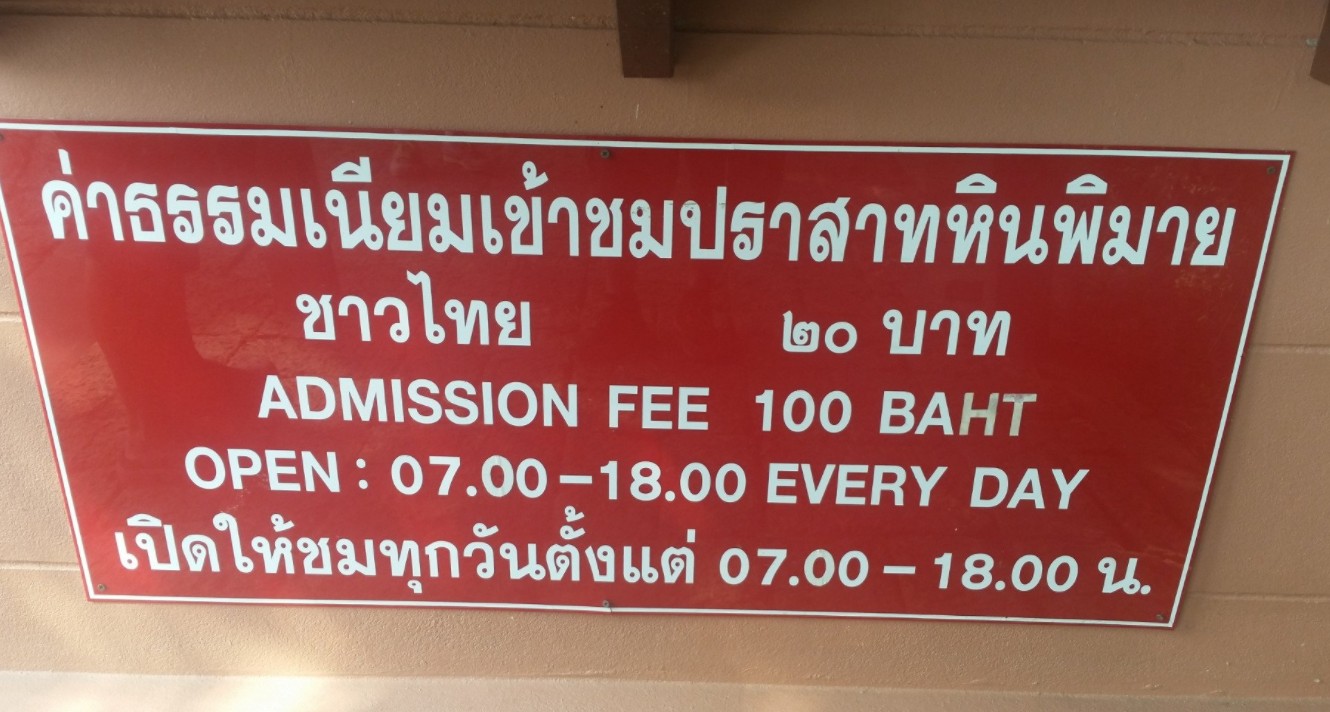 ค่าธรรมเนียมเข้าชมปราสาทหินพิมาย
ชาวไทย ๒๐ บาท
ADMISSION FEE 100 BAHT
OPEN : 07.00 – 18.00 EVERY DAY
เปิดให้ชมทุกวันตั้งแต่ 07.00 – 18.00 น.